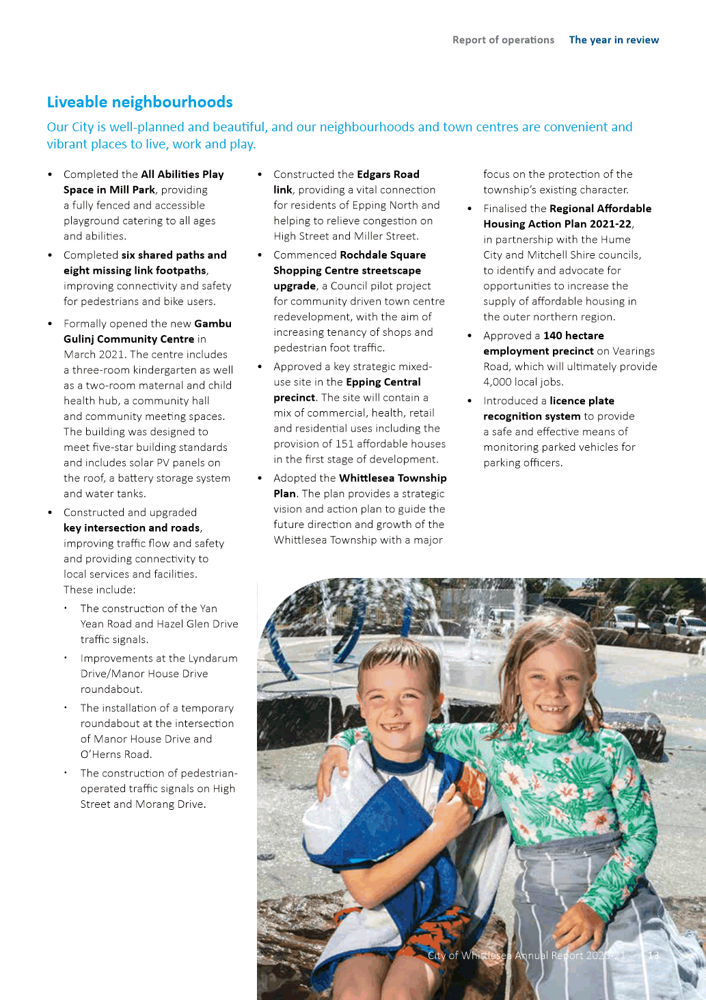 Report of operations The year in review
Liveable neighbourhoods
Our City is well-planned and beautiful, and our neighbourhoods and town centres are convenient and
vibrant places to live, work and play.
• Completed the All Abilities Play
Space in Mill Park, providing
a fully fenced and accessible
playground catering to all ages
and abilities.
• Completed six shared paths and
eight missing link footpaths,
improving connectivity and safety
for pedestrians and bike users.
• Formally opened the new Gambu
Gulinj Community Centre in
March 2021. The centre includes
a three-room kindergarten as well
as a two-room maternal and child
health hub, a community hall
and community meeting spaces.
The building was designed to
meet five-star building standards
and includes solar PV panels on
the roof, a battery storage system
and water tanks.
• Constructed and upgraded
key intersection and roads,
improving traffic flow and safety
and providing connectivity to
local services and facilities.
These include:
· The construction of the Yan
Yean Road and Hazel Glen Drive
traffic signals.
· Improvements at the Lyndarum
Drive/Manor House Drive
roundabout.
· The installation of a temporary
roundabout at the intersection
of Manor House Drive and
O’Herns Road.
· The construction of pedestrian-
operated traffic signals on High
Street and Morang Drive.
• Constructed the Edgars Road
link, providing a vital connection
for residents of Epping North and
helping to relieve congestion on
High Street and Miller Street.
• Commenced Rochdale Square
Shopping Centre streetscape
upgrade, a Council pilot project
for community driven town centre
redevelopment, with the aim of
increasing tenancy of shops and
pedestrian foot traffic.
• Approved a key strategic mixed-
use site in the Epping Central
precinct. The site will contain a
mix of commercial, health, retail
and residential uses including the
provision of 151 affordable houses
in the first stage of development.
• Adopted the Whittlesea Township
Plan. The plan provides a strategic
vision and action plan to guide the
future direction and growth of the
Whittlesea Township with a major
focus on the protection of the
township’s existing character.
• Finalised the Regional Affordable
Housing Action Plan 2021-22,
in partnership with the Hume
City and Mitchell Shire councils,
to identify and advocate for
opportunities to increase the
supply of affordable housing in
the outer northern region.
• Approved a 140 hectare
employment precinct on Vearings
Road, which will ultimately provide
4,000 local jobs.
• Introduced a licence plate
recognition system to provide
a safe and effective means of
monitoring parked vehicles for
parking officers.
City of Whittlesea Annual Report 2020-21 13